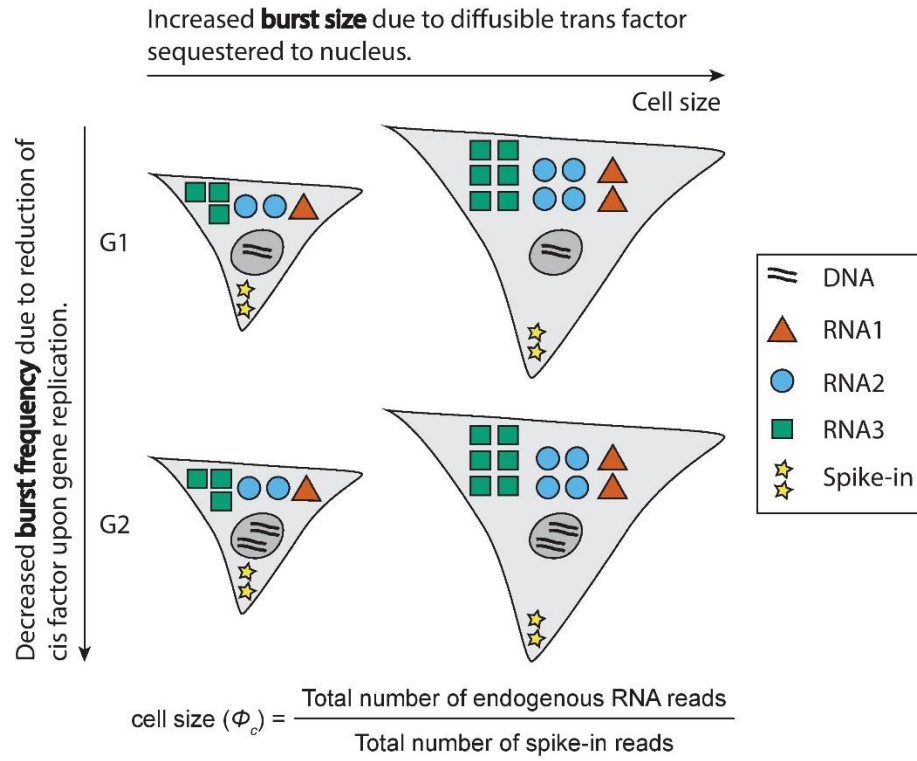 Increased burst size due to diffusible trans factor
sequestered to nucleus.
Cell size
Decreased burst frequency due to reduction of
cis factor upon gene replication.
G1
G2
DNA
RNA1
RNA2
RNA3
Spike-in
cell size (Φc) = Total number of endogenous RNA reads
Total number of spike-in reads